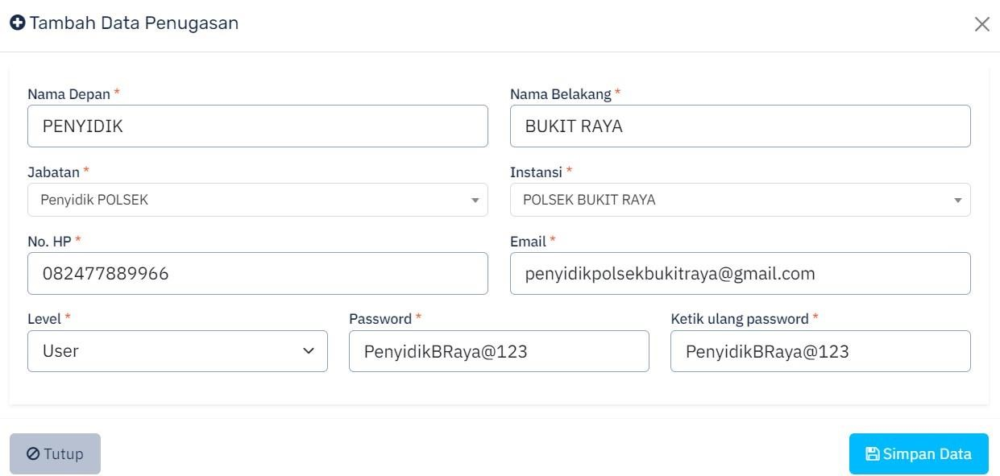 Tambah Data Penugasan
Nama Depan *
Nama Belakang *
PENYIDIK
BUKIT RAYA
Jabatan *
Instansi *
Penyidik POLSEK
POLSEK BUKIT RAYA
No. HP *
Email *
082477889966
penyidikpolsekbukitraya@gmail.com
Level *
Password *
Ketik ulang password *
User
PenyidikBRaya@123
PenyidikBRaya@123
Tutup
Simpan Data